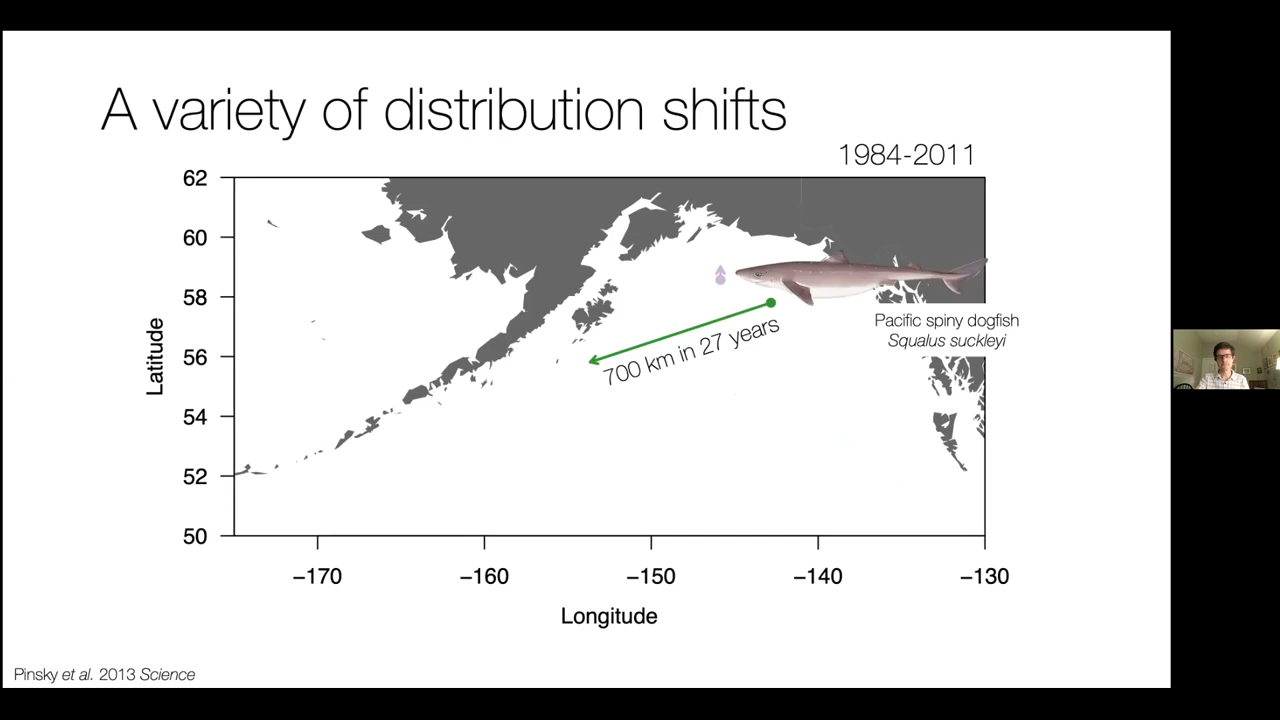 A variety of distribution shifts
1984-2011
62
60
58
56
54
52
50
Latitude
700 km in 27 years
Pacific spiny dogfish
Squalus suckleyi
−170
−160
−150
−140
−130
Longitude
Pinsky et al. 2013 Science